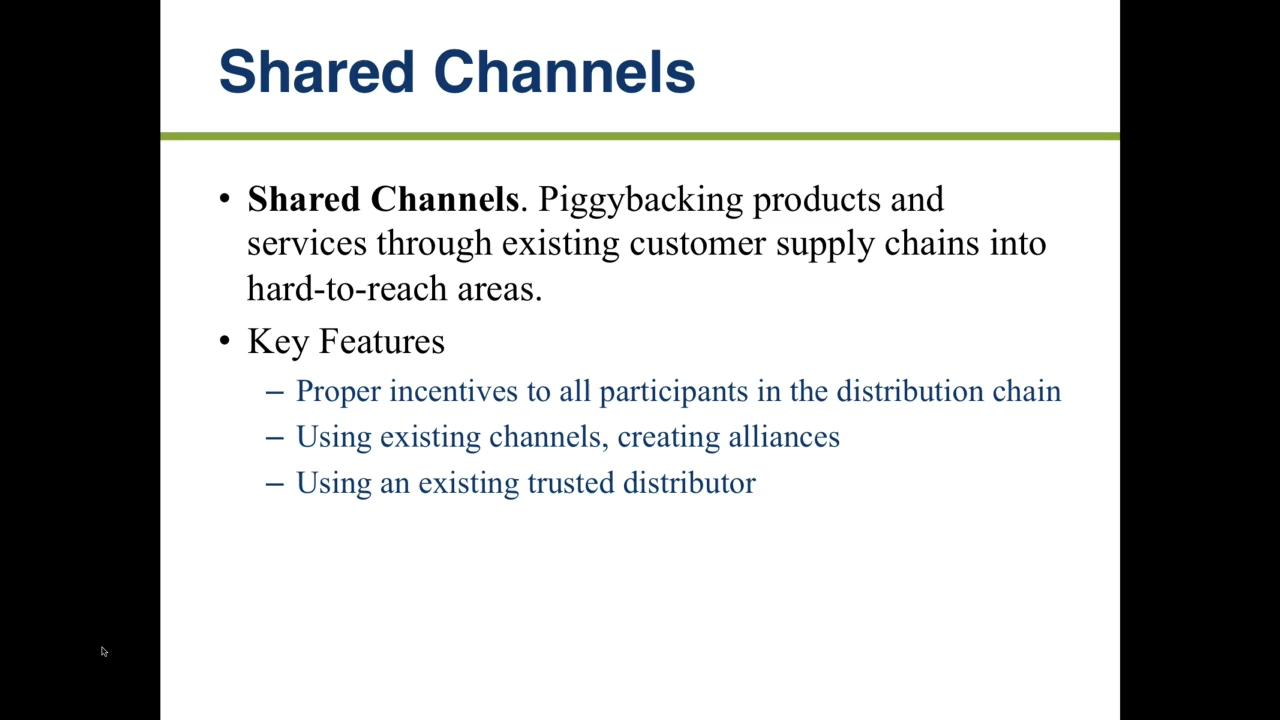 Shared Channels
• Shared Channels. Piggybacking products and
services through existing customer supply chains into
hard-to-reach areas.
• Key Features
– Proper incentives to all participants in the distribution chain
– Using existing channels, creating alliances
– Using an existing trusted distributor